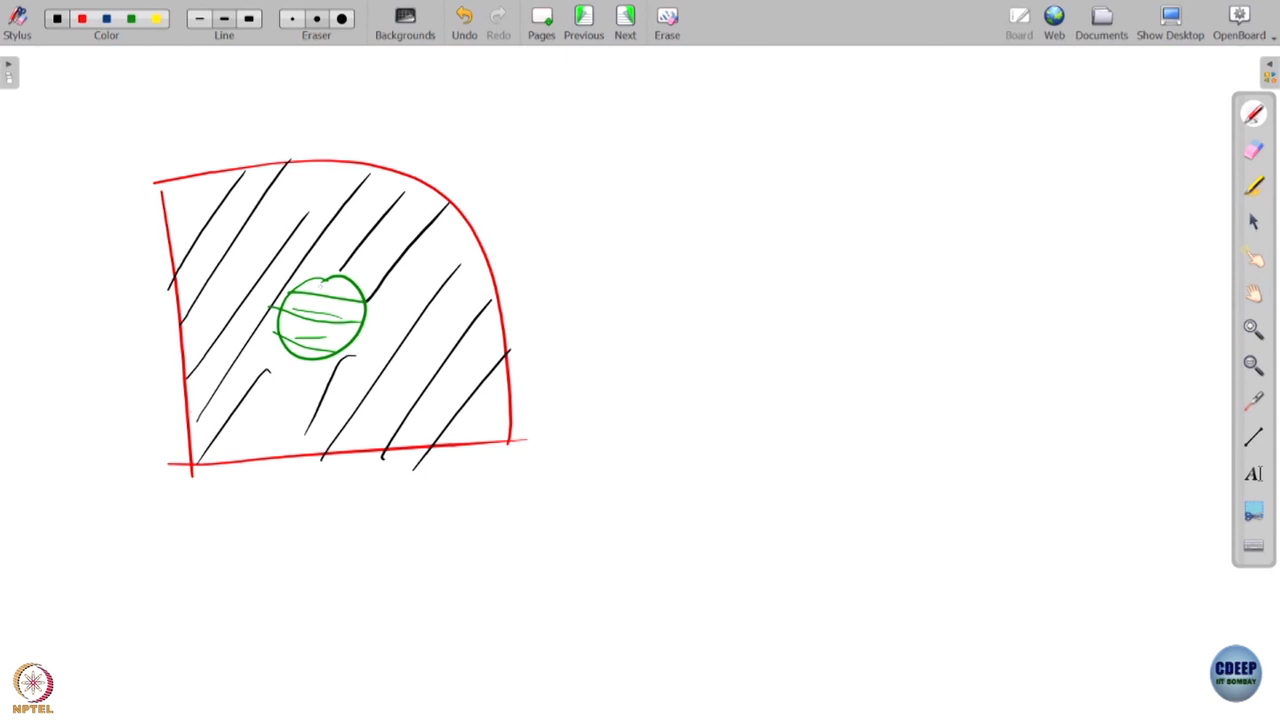 Stylus
Color
Line
Eraser
Backgrounds
Undo
Redo
Pages
Previous
Next
Erase
Board
Web
Documents
Show Desktop
OpenBoard
AI
NPTEL
CDEEP
IIT BOMBAY